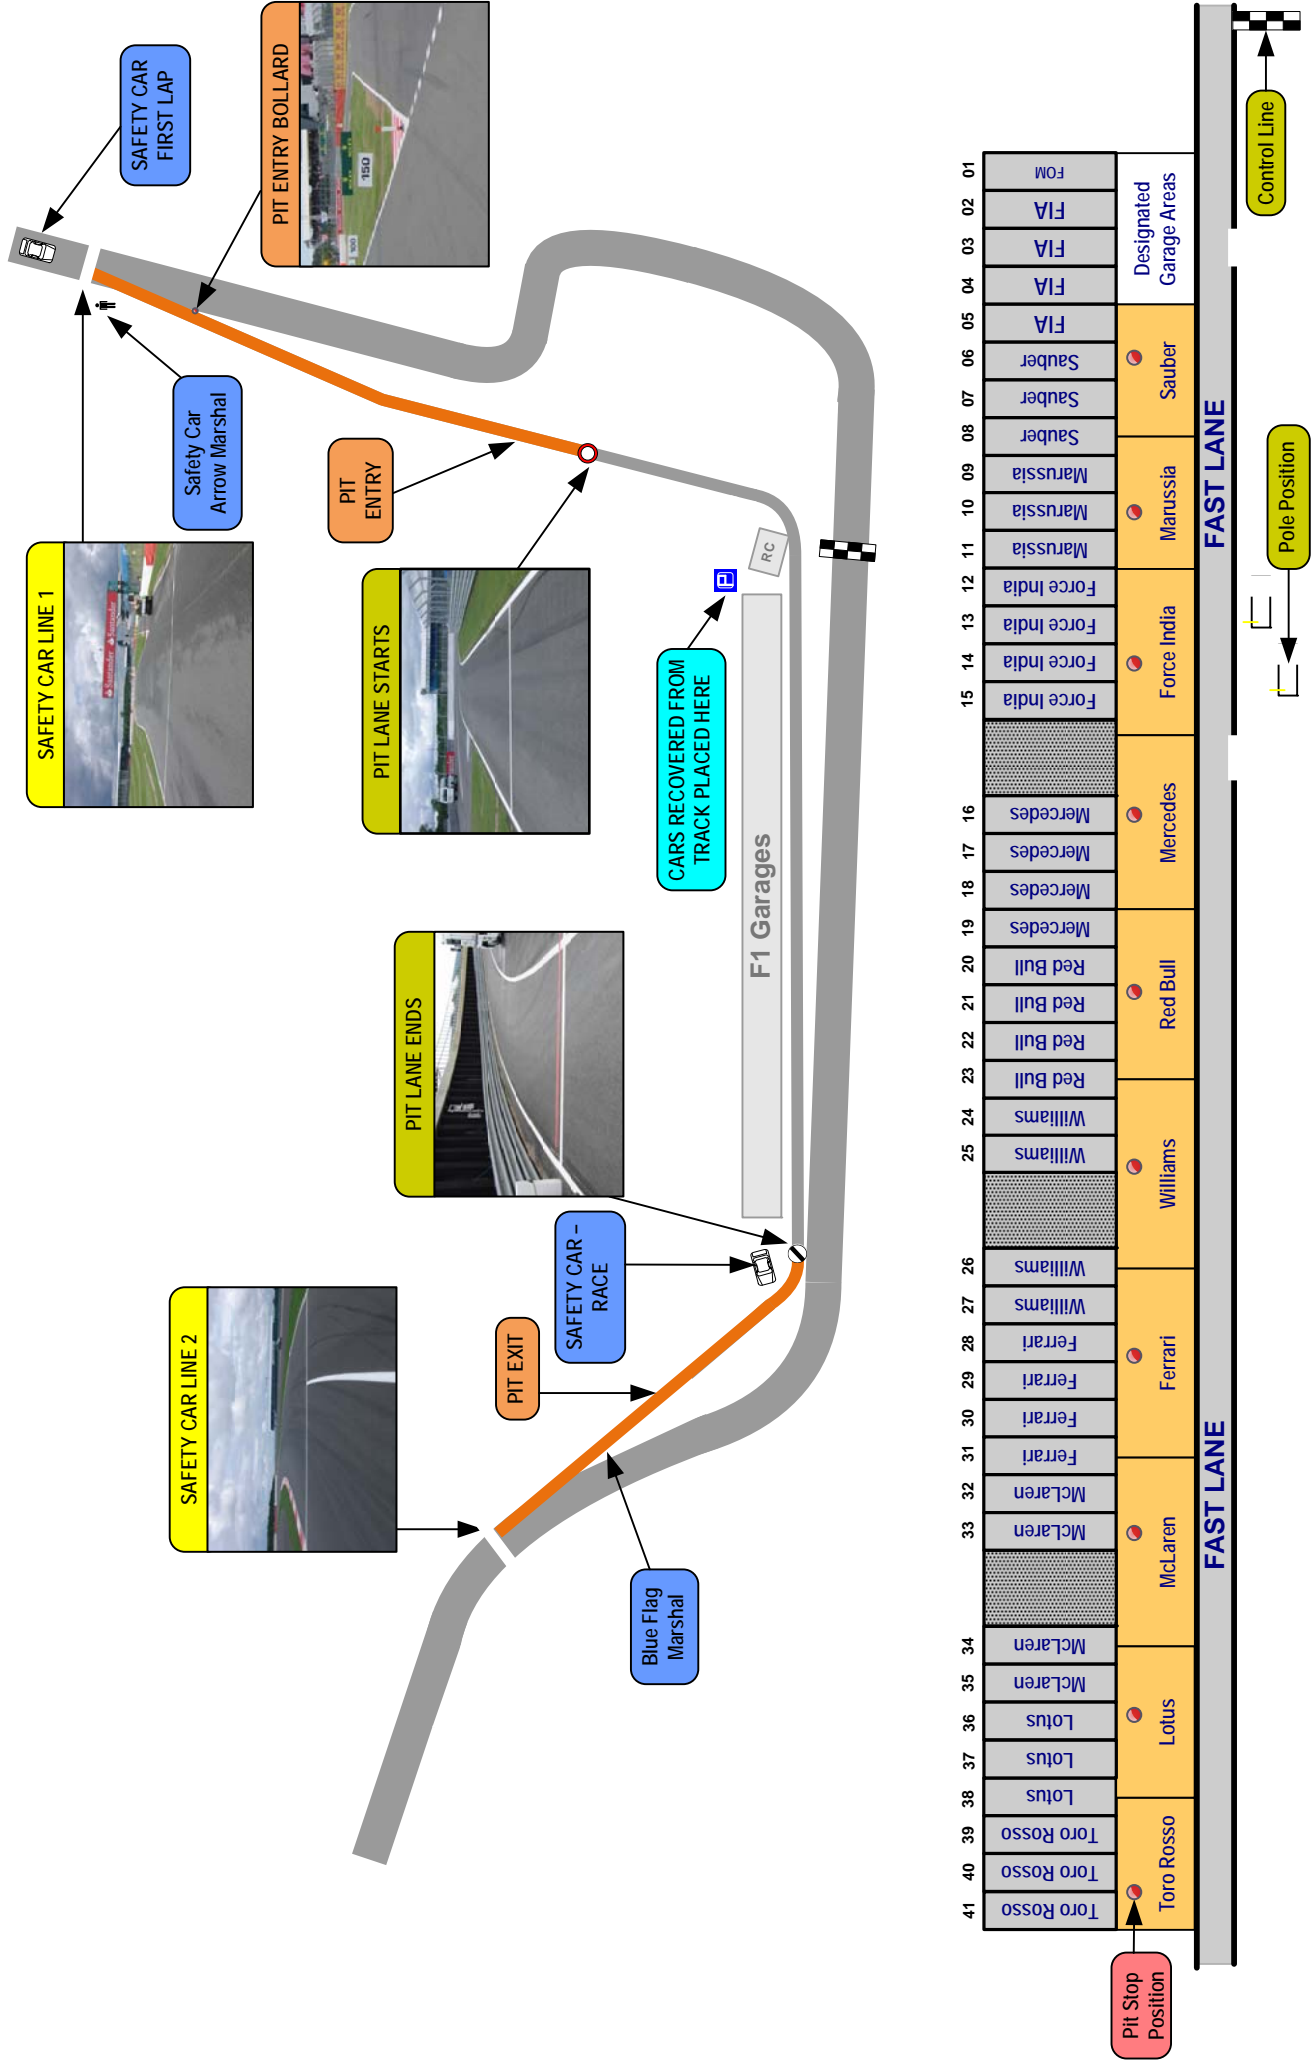 SAFETY CAR LINE 2
SAFETY CAR LINE 1
SAFETY CAR
FIRST LAP
Safety Car
Arrow Marshal
PIT ENTRY BOLLARD
150
100
Santander
Santander
PIT
ENTRY
PIT LANE STARTS
PIT LANE ENDS
PIT EXIT
SAFETY CAR –
RACE
Blue Flag
Marshal
CARS RECOVERED FROM
TRACK PLACED HERE
P
RC
F1 Garages
41
40
39
38
37
36
35
34
33
32
31
30
29
28
27
26
25
24
23
22
21
20
19
18
17
16
15
14
13
12
11
10
09
08
07
06
05
04
03
02
01
Toro Rosso
Toro Rosso
Toro Rosso
Lotus
Lotus
Lotus
McLaren
McLaren
McLaren
McLaren
Ferrari
Ferrari
Ferrari
Ferrari
Williams
Williams
Williams
Williams
Red Bull
Red Bull
Red Bull
Red Bull
Mercedes
Mercedes
Mercedes
Mercedes
Force India
Force India
Force India
Force India
Marussia
Marussia
Marussia
Sauber
Sauber
Sauber
FIA
FIA
FIA
FIA
FOM
Pit Stop
Position
Toro Rosso
Lotus
McLaren
Ferrari
Williams
Red Bull
Mercedes
Force India
Marussia
Sauber
Designated
Garage Areas
FAST LANE
FAST LANE
Pole Position
Control Line